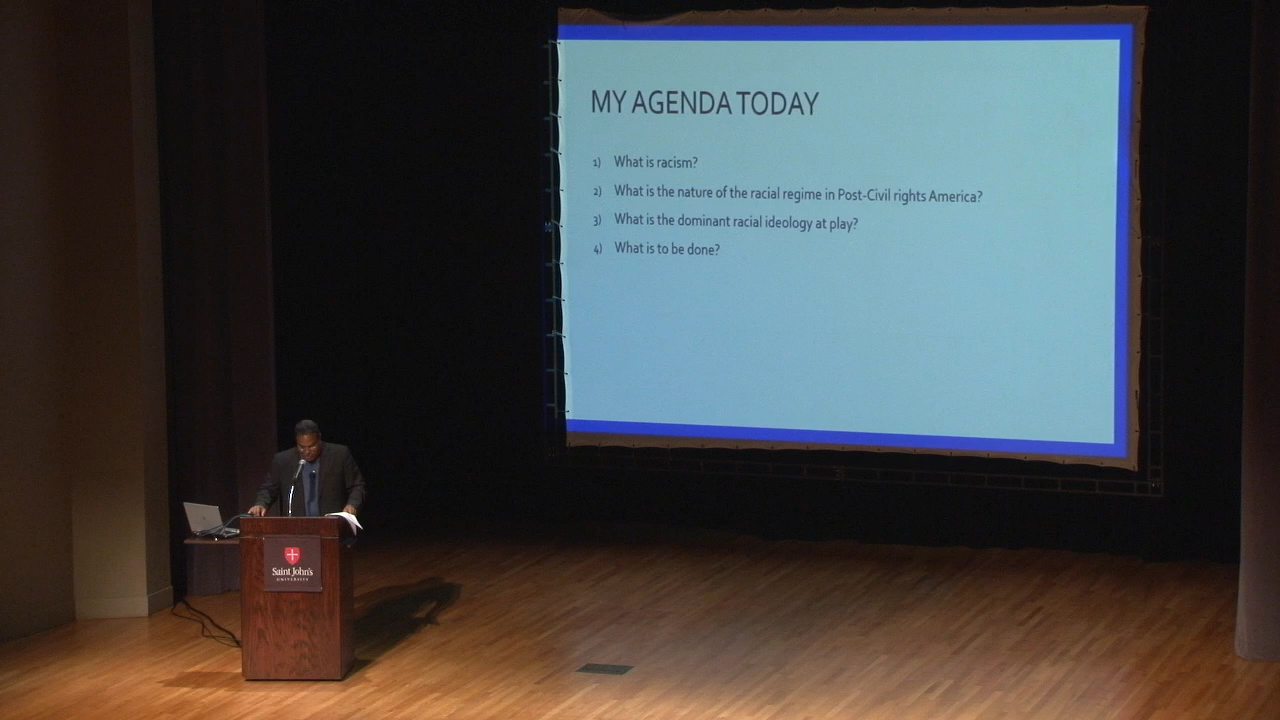 MY AGENDA TODAY
1) What is racism?
2) What is the nature of the racial regime in Post-Civil rights America?
3) What is the dominant racial ideology at play?
4) What is to be done?
Saint John's
UNIVERSITY